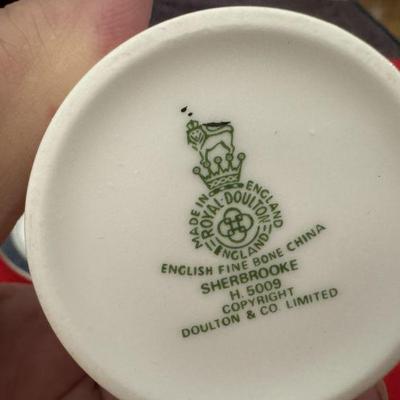 MADE IN ENGLAND
ROYAL DOULTON
ENGLAND
ENGLISH FINE BONE CHINA
SHERBROOKE
H. 5009
COPYRIGHT
DOULTON & CO. LIMITED